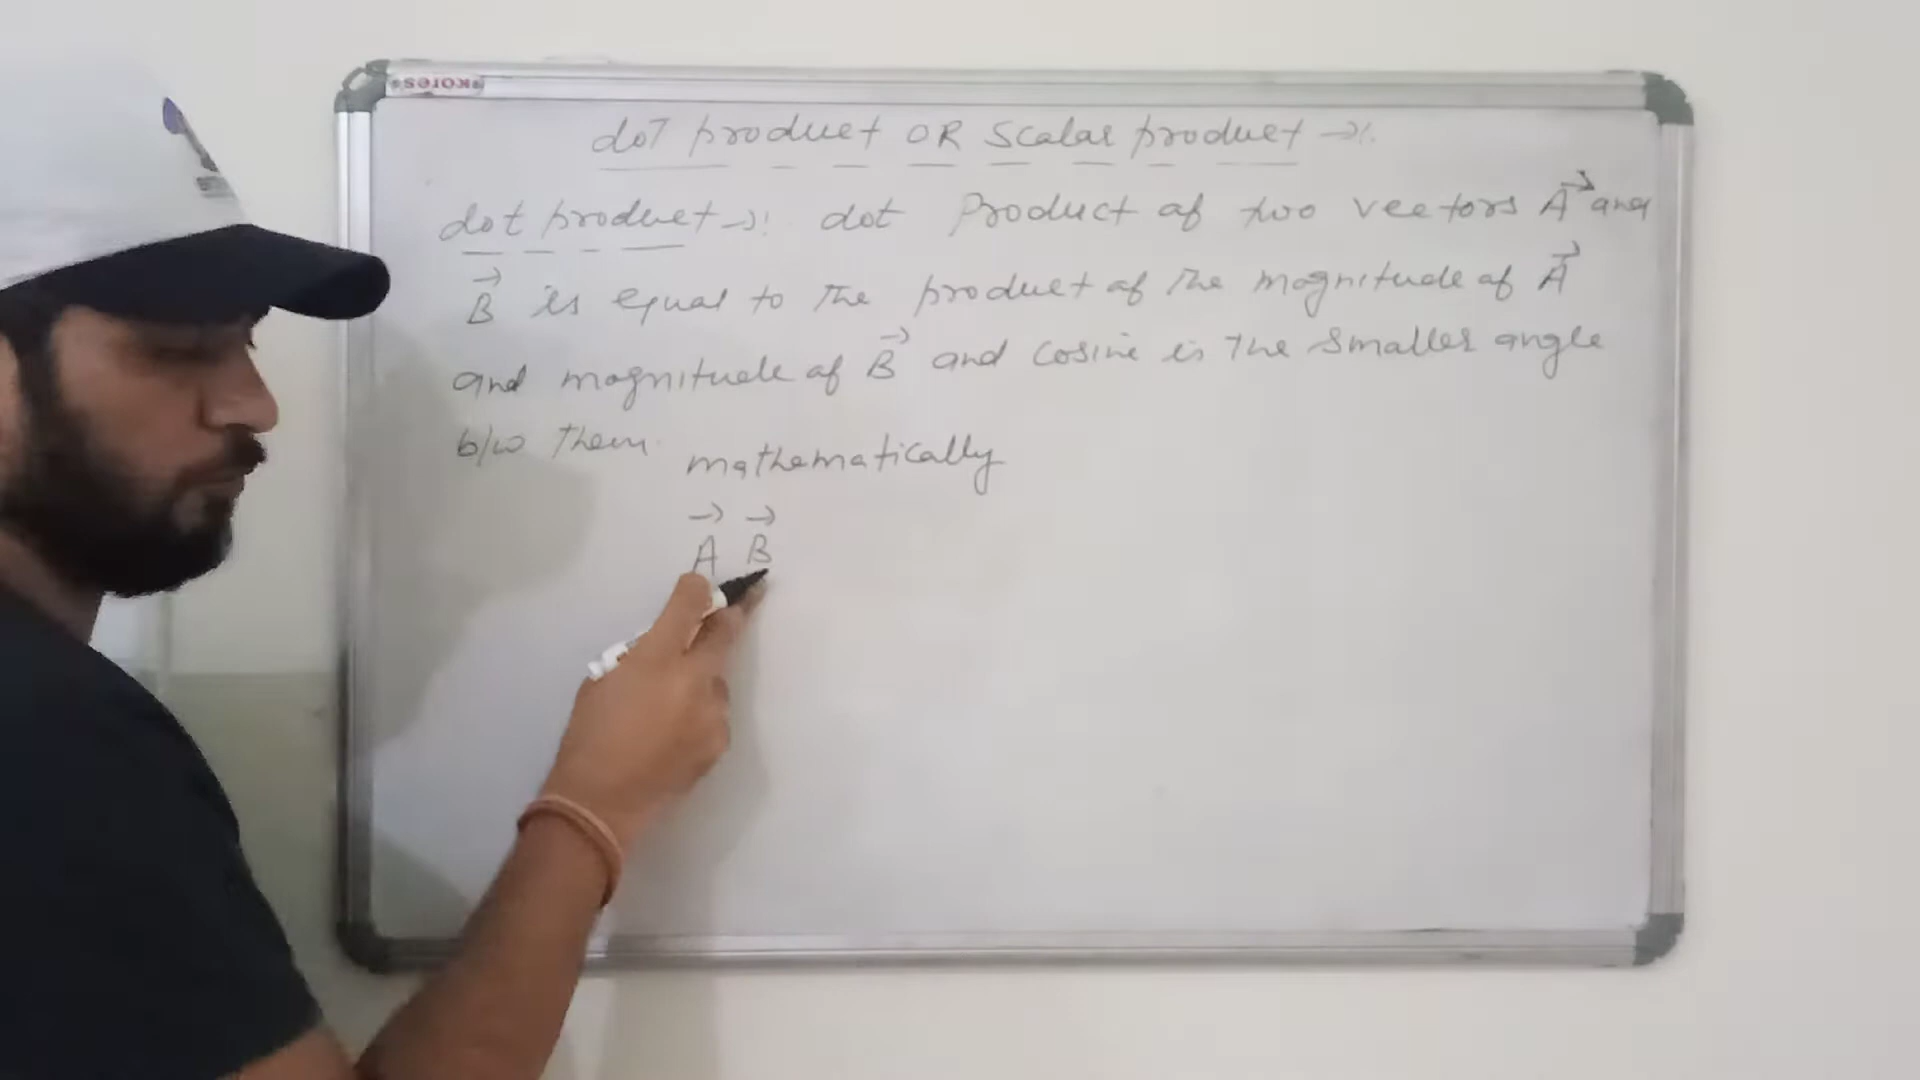 Kores
dot product OR Scalar product →:
dot product →: dot Product of two vectors A⃗ and
B⃗ is equal to The product of The magnitude of A⃗
and magnitude of B⃗ and cosine is The smaller angle
b/w Them.
mathematically
A⃗ B⃗